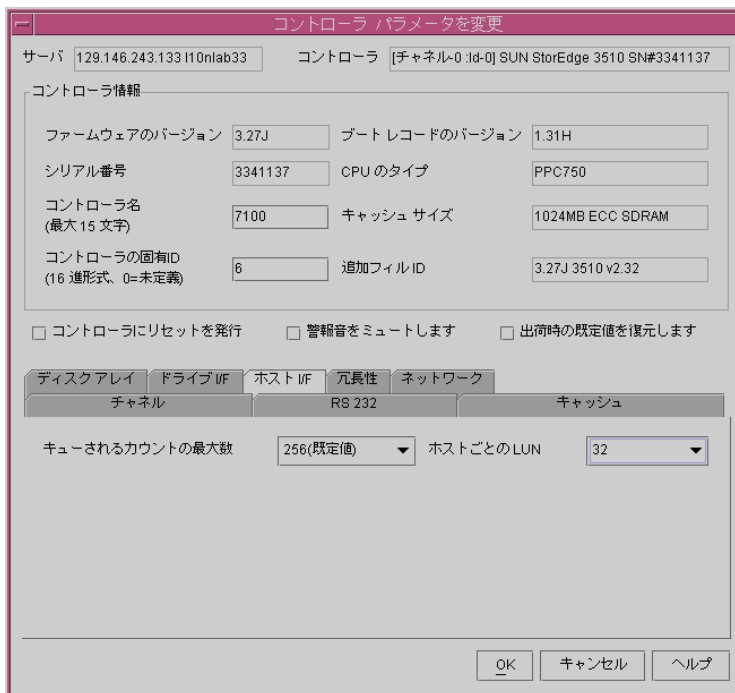 コントローラ パラメータを変更
サーバ 129.146.243.133 l10nlab33 コントローラ [チャネル-0 :Id-0] SUN StorEdge 3510 SN#3341137
コントローラ情報
ファームウェアのバージョン 3.27J ブート レコードのバージョン 1.31H
シリアル番号 3341137 CPU のタイプ PPC750
コントローラ名
(最大 15 文字) 7100 キャッシュ サイズ 1024MB ECC SDRAM
コントローラの固有ID
(16 進形式、0=未定義) 6 追加フィル ID 3.27J 3510 v2.32
コントローラにリセットを発行 警報音をミュートします 出荷時の既定値を復元します
ディスク アレイ ドライブ I/F ホスト I/F 冗長性 ネットワーク
チャネル RS 232 キャッシュ
キューされるカウントの最大数 256(既定値) ホストごとの LUN 32
OK キャンセル ヘルプ